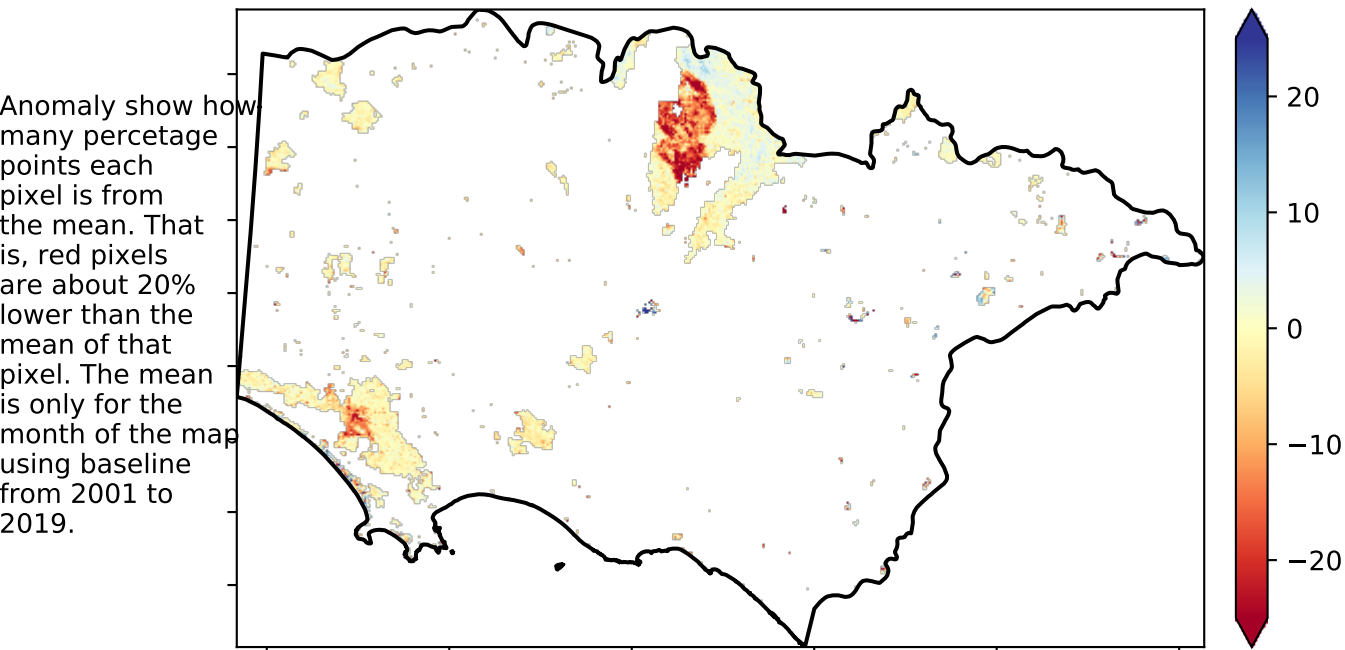 Anomaly show how
many percetage
points each
pixel is from
the mean. That
is, red pixels
are about 20%
lower than the
mean of that
pixel. The mean
is only for the
month of the map
using baseline
from 2001 to
2019.
20
10
0
−10
−20